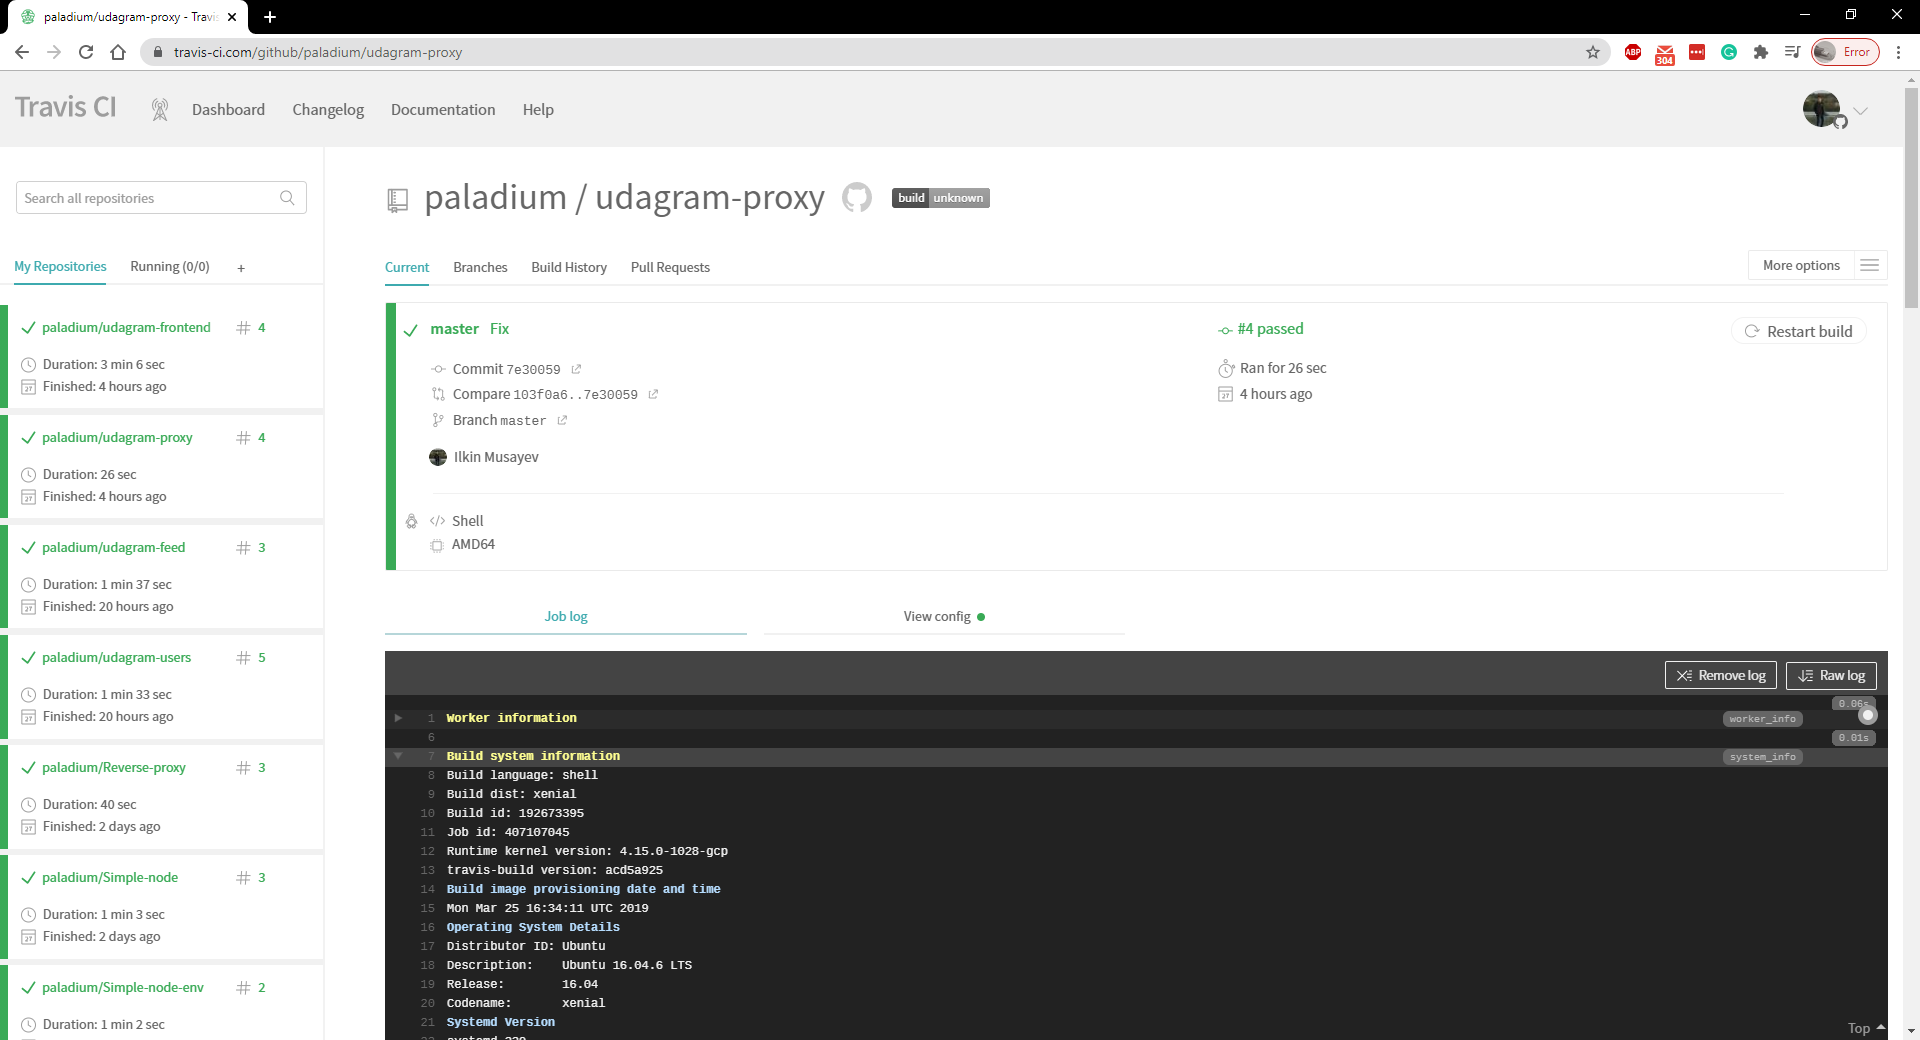 paladium/udagram-proxy - Travis
travis-ci.com/github/paladium/udagram-proxy
ABP
304
Error
Travis CI
Dashboard
Changelog
Documentation
Help
Search all repositories
My Repositories
Running (0/0)
+
paladium/udagram-frontend
# 4
Duration: 3 min 6 sec
Finished: 4 hours ago
paladium/udagram-proxy
# 4
Duration: 26 sec
Finished: 4 hours ago
paladium/udagram-feed
# 3
Duration: 1 min 37 sec
Finished: 20 hours ago
paladium/udagram-users
# 5
Duration: 1 min 33 sec
Finished: 20 hours ago
paladium/Reverse-proxy
# 3
Duration: 40 sec
Finished: 2 days ago
paladium/Simple-node
# 3
Duration: 1 min 3 sec
Finished: 2 days ago
paladium/Simple-node-env
# 2
Duration: 1 min 2 sec
paladium / udagram-proxy
build unknown
Current
Branches
Build History
Pull Requests
More options
master Fix
Commit 7e30059
Compare 103f0a6..7e30059
Branch master
Ilkin Musayev
#4 passed
Ran for 26 sec
4 hours ago
Restart build
</> Shell
AMD64
Job log
View config
Remove log
Raw log
0.06s
1 Worker information
worker_info
6
0.01s
7 Build system information
system_info
8 Build language: shell
9 Build dist: xenial
10 Build id: 192673395
11 Job id: 407107045
12 Runtime kernel version: 4.15.0-1028-gcp
13 travis-build version: acd5a925
14 Build image provisioning date and time
15 Mon Mar 25 16:34:11 UTC 2019
16 Operating System Details
17 Distributor ID: Ubuntu
18 Description: Ubuntu 16.04.6 LTS
19 Release: 16.04
20 Codename: xenial
21 Systemd Version
Top